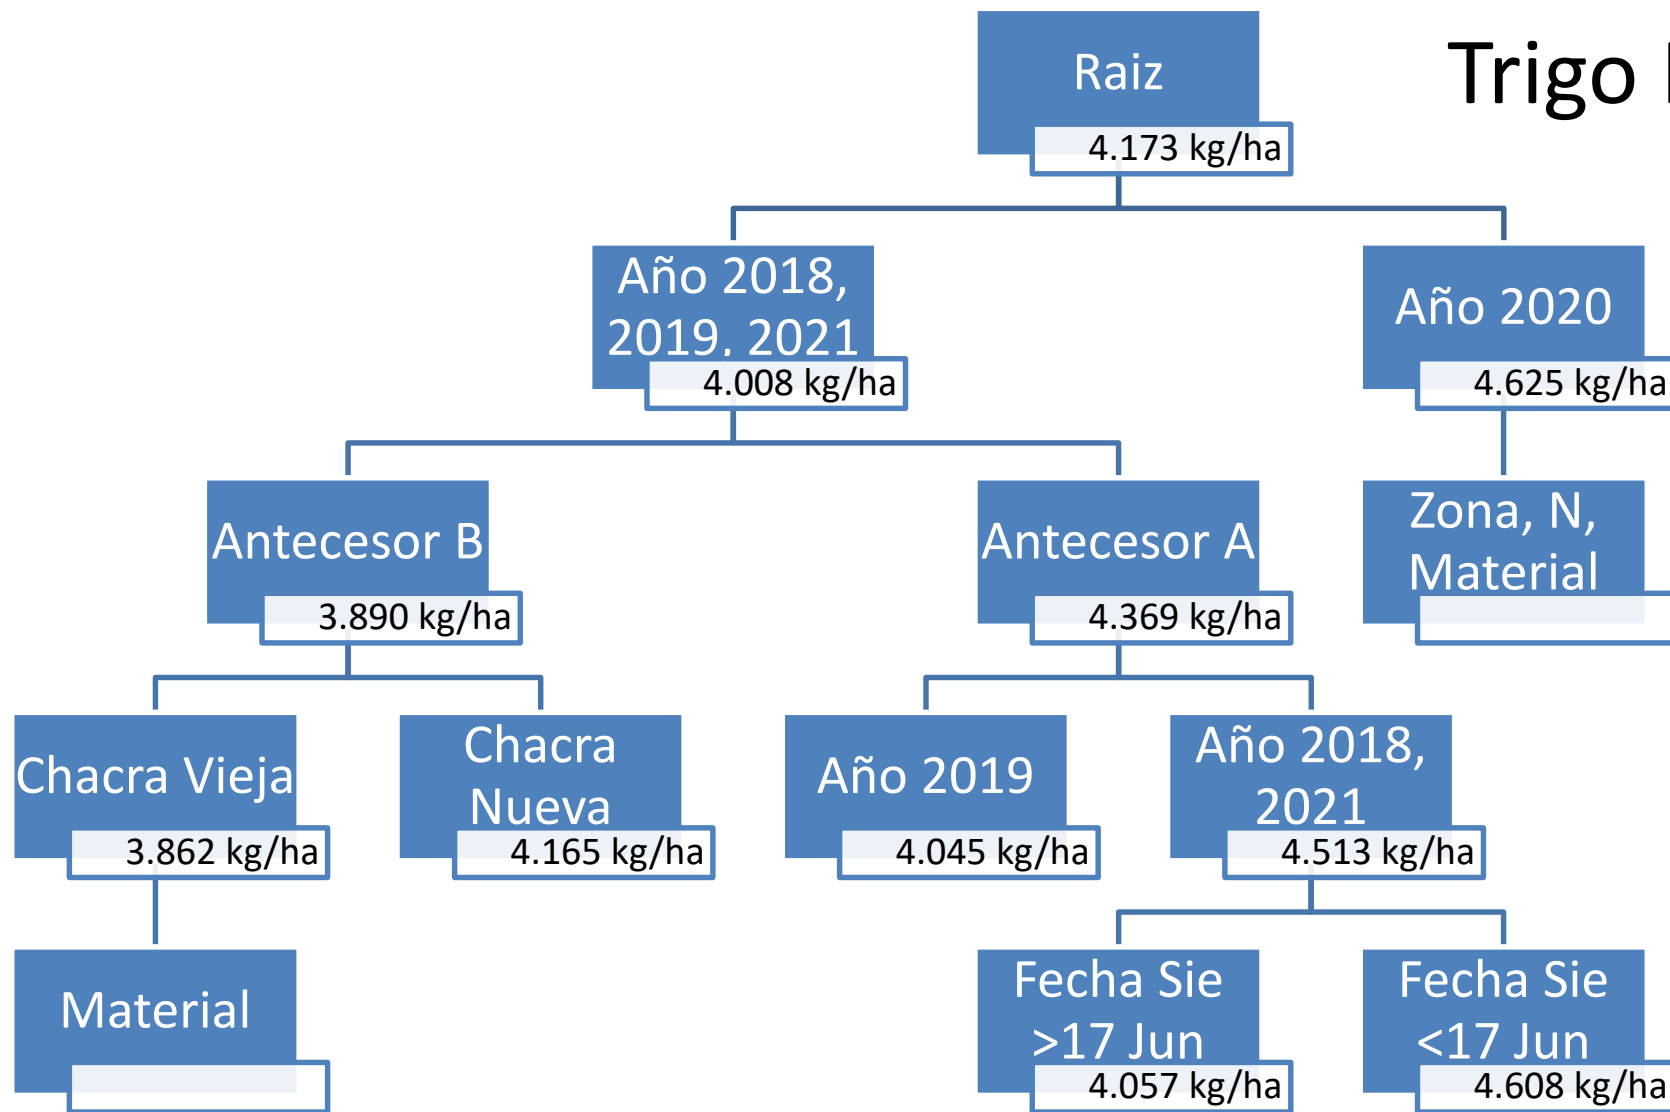 Raiz
4.173 kg/ha
Trigo
Año 2018,
2019, 2021
4.008 kg/ha
Año 2020
4.625 kg/ha
Antecesor B
3.890 kg/ha
Antecesor A
4.369 kg/ha
Zona, N,
Material
Chacra Vieja
3.862 kg/ha
Chacra
Nueva
4.165 kg/ha
Año 2019
4.045 kg/ha
Año 2018,
2021
4.513 kg/ha
Material
Fecha Sie
>17 Jun
4.057 kg/ha
Fecha Sie
<17 Jun
4.608 kg/ha